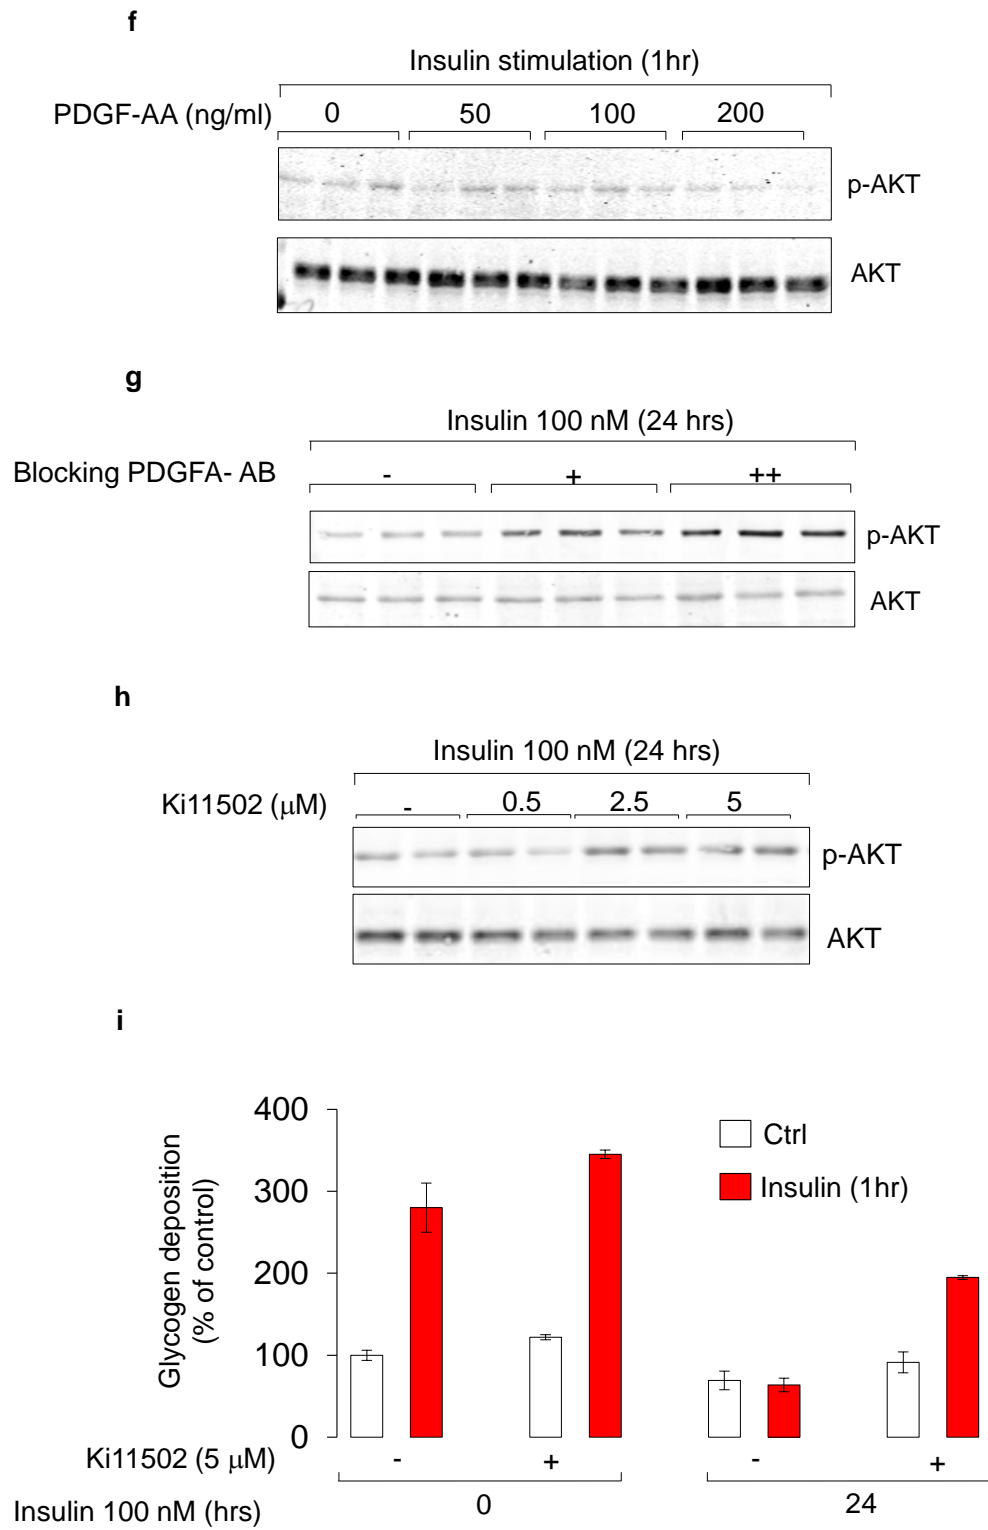 f
Insulin stimulation (1hr)
PDGF-AA (ng/ml) 0 50 100 200
p-AKT
AKT
g
Insulin 100 nM (24 hrs)
Blocking PDGFA- AB - + ++
p-AKT
AKT
h
Insulin 100 nM (24 hrs)
Ki11502 (μM) - 0.5 2.5 5
p-AKT
AKT
i
Glycogen deposition
(% of control)
400
300
200
100
0
Ctrl
Insulin (1hr)
Ki11502 (5 μM) - + - +
Insulin 100 nM (hrs) 0 24